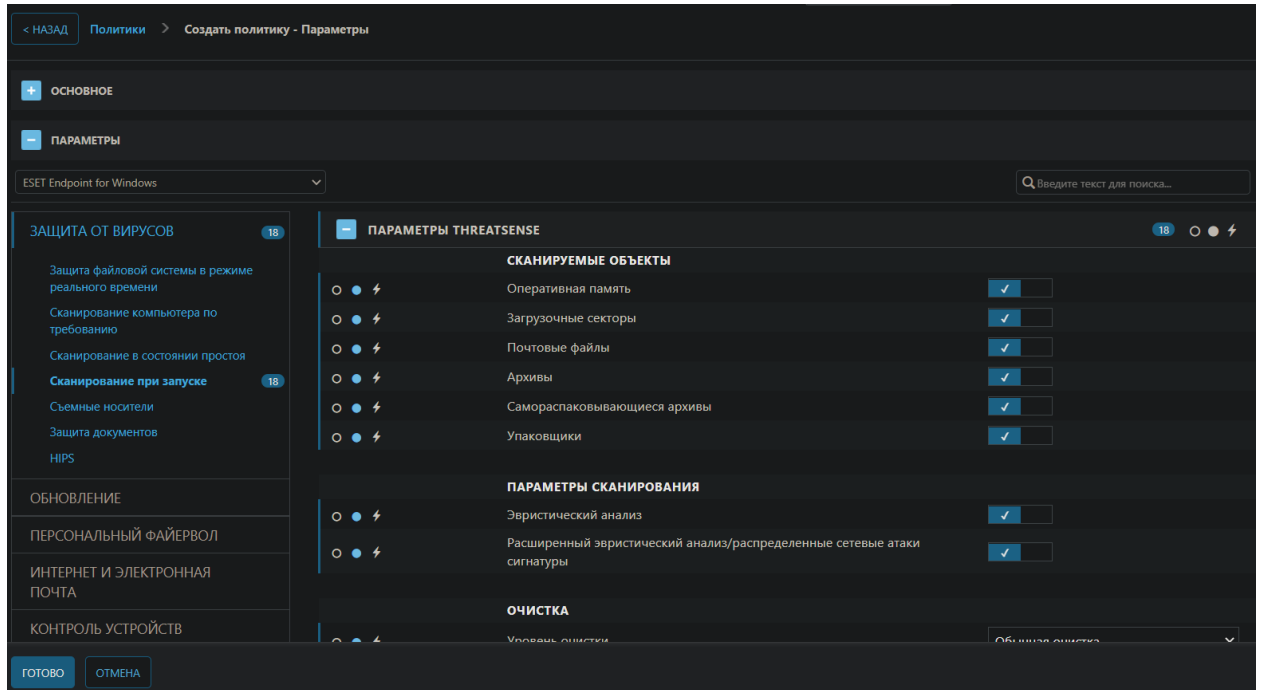 < НАЗАД Политики > Создать политику - Параметры
+ ОСНОВНОЕ
− ПАРАМЕТРЫ
ESET Endpoint for Windows
Введите текст для поиска...
ЗАЩИТА ОТ ВИРУСОВ 18
Защита файловой системы в режиме
реального времени
Сканирование компьютера по
требованию
Сканирование в состоянии простоя
Сканирование при запуске 18
Съемные носители
Защита документов
HIPS
ОБНОВЛЕНИЕ
ПЕРСОНАЛЬНЫЙ ФАЙЕРВОЛ
ИНТЕРНЕТ И ЭЛЕКТРОННАЯ
ПОЧТА
КОНТРОЛЬ УСТРОЙСТВ
− ПАРАМЕТРЫ THREATSENSE 18
СКАНИРУЕМЫЕ ОБЪЕКТЫ
Оперативная память
Загрузочные секторы
Почтовые файлы
Архивы
Самораспаковывающиеся архивы
Упаковщики
ПАРАМЕТРЫ СКАНИРОВАНИЯ
Эвристический анализ
Расширенный эвристический анализ/распределенные сетевые атаки
сигнатуры
ОЧИСТКА
Уровень очистки Обычная очистка
ГОТОВО ОТМЕНА